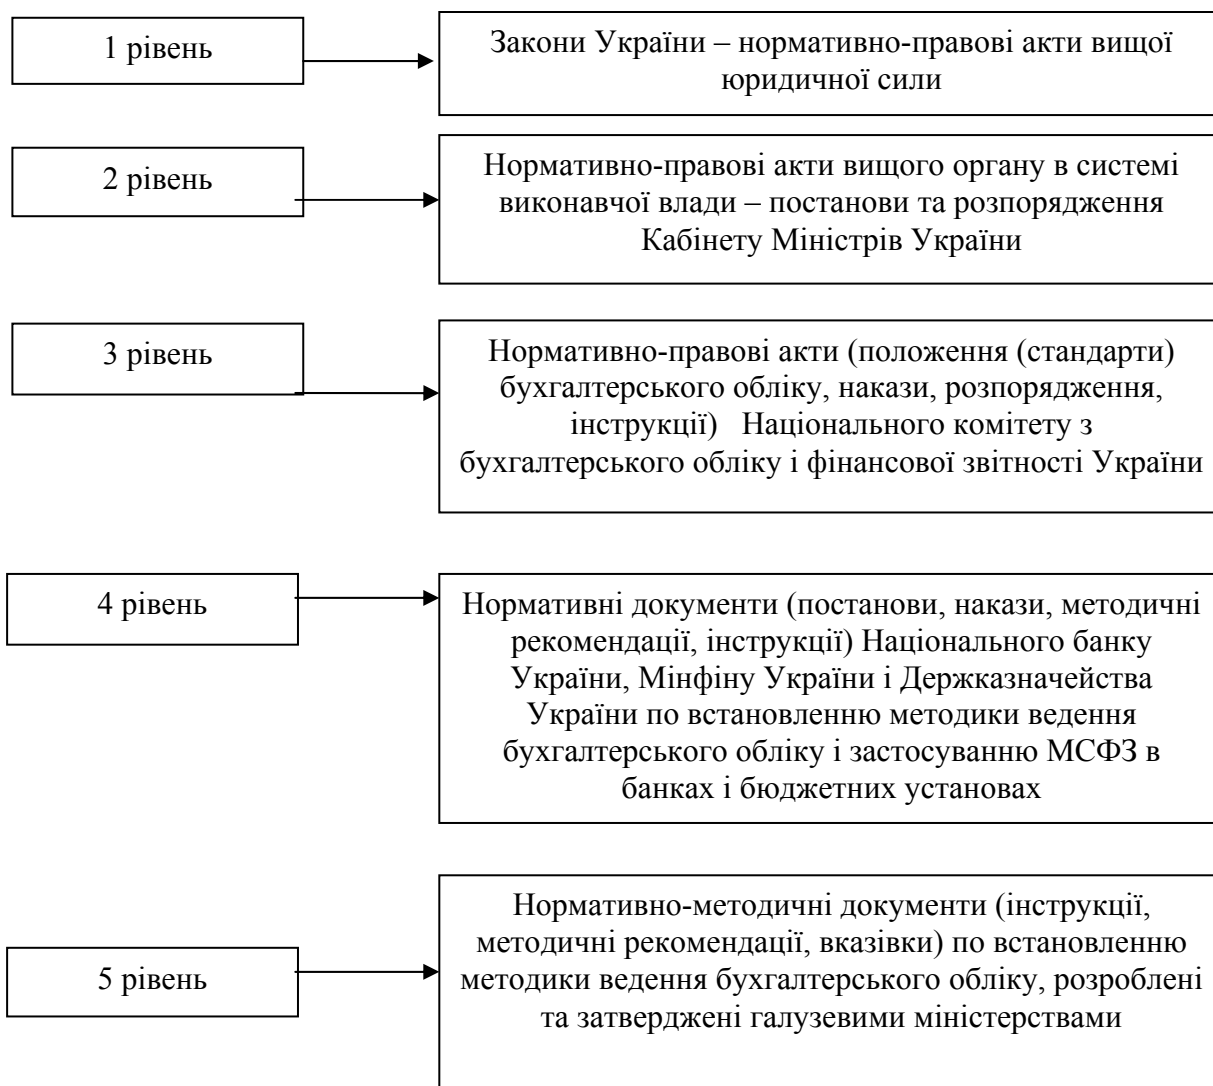 1 рівень
Закони України – нормативно-правові акти вищої
юридичної сили
2 рівень
Нормативно-правові акти вищого органу в системі
виконавчої влади – постанови та розпорядження
Кабінету Міністрів України
3 рівень
Нормативно-правові акти (положення (стандарти)
бухгалтерського обліку, накази, розпорядження,
інструкції) Національного комітету з
бухгалтерського обліку і фінансової звітності України
4 рівень
Нормативні документи (постанови, накази, методичні
рекомендації, інструкції) Національного банку
України, Мінфіну України і Держказначейства
України по встановленню методики ведення
бухгалтерського обліку і застосуванню МСФЗ в
банках і бюджетних установах
5 рівень
Нормативно-методичні документи (інструкції,
методичні рекомендації, вказівки) по встановленню
методики ведення бухгалтерського обліку, розроблені
та затверджені галузевими міністерствами